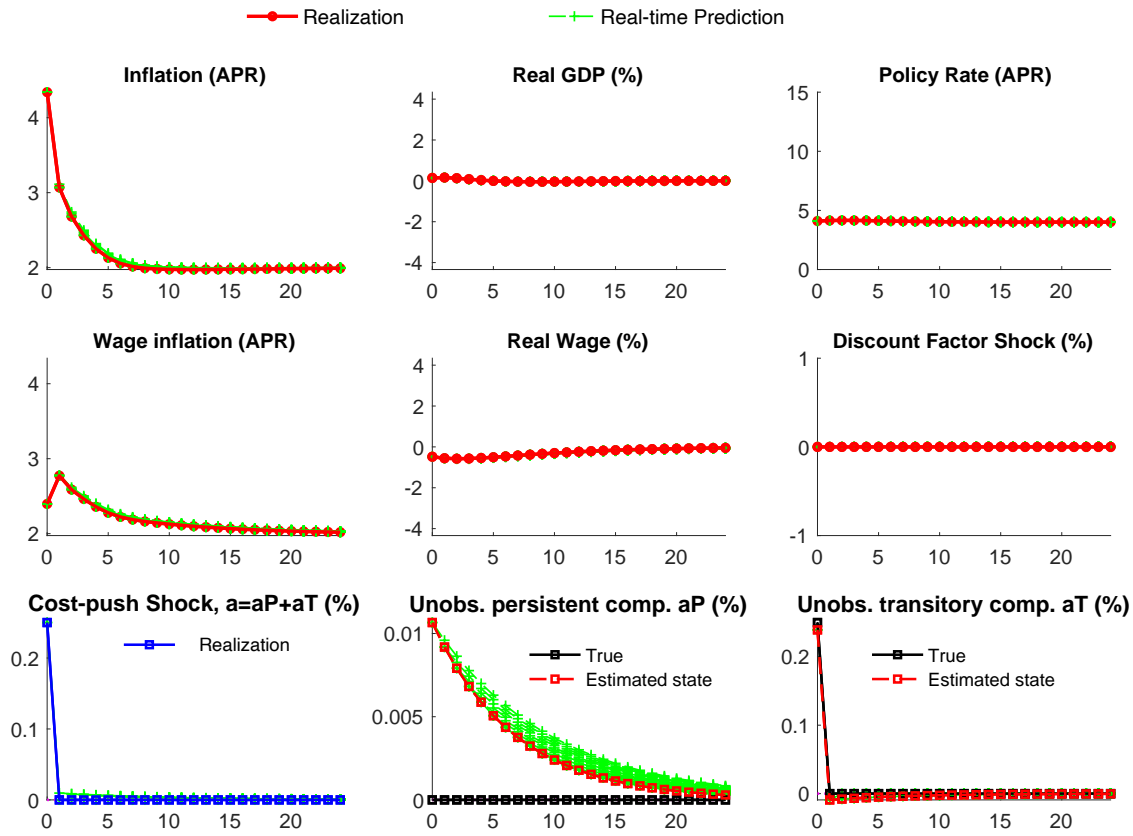 Realization
Real-time Prediction
Inflation (APR)
4
3
2
0 5 10 15 20
Real GDP (%)
4
2
0
-2
-4
0 5 10 15 20
Policy Rate (APR)
15
10
5
0
0 5 10 15 20
Wage inflation (APR)
4
3
2
0 5 10 15 20
Real Wage (%)
4
2
0
-2
-4
0 5 10 15 20
Discount Factor Shock (%)
1
0
-1
0 5 10 15 20
Cost-push Shock, a=aP+aT (%)
Realization
0.2
0.1
0
0 5 10 15 20
Unobs. persistent comp. aP (%)
True
Estimated state
0.01
0.005
0
0 5 10 15 20
Unobs. transitory comp. aT (%)
True
Estimated state
0.2
0.1
0
0 5 10 15 20